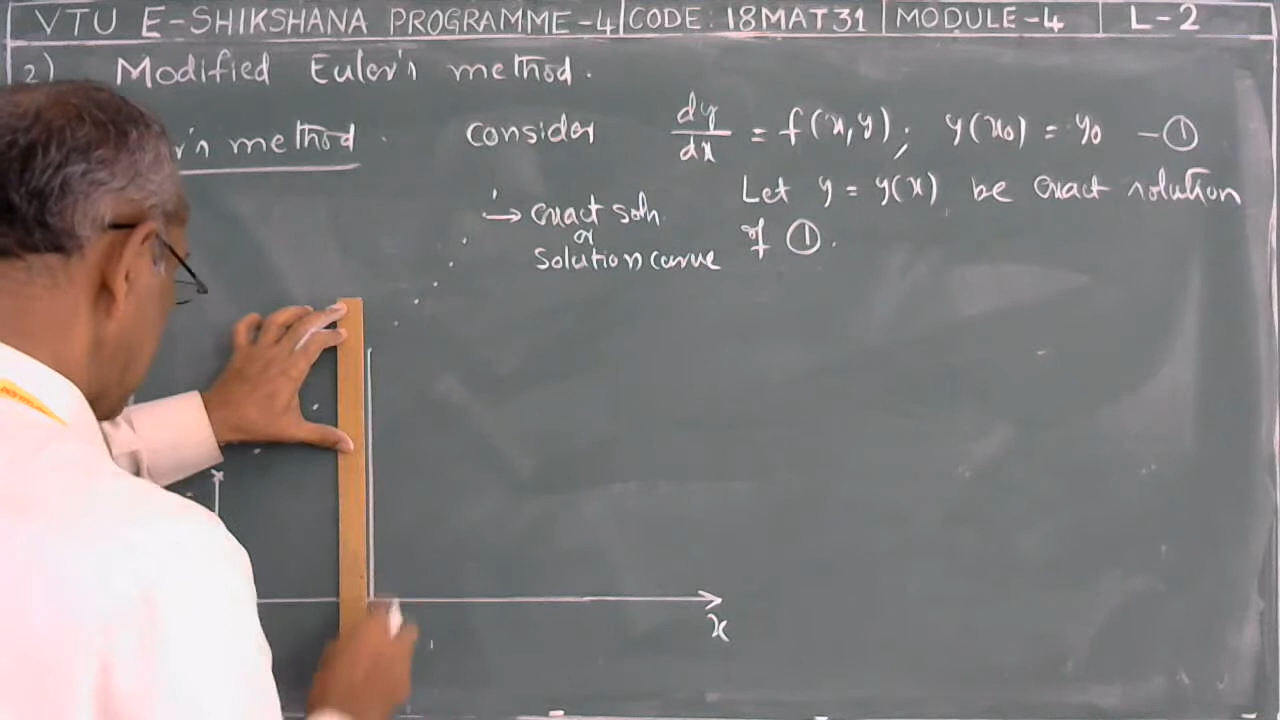 VTU E-SHIKSHANA PROGRAMME-4 CODE: 18MAT31 MODULE-4 L-2
2) Modified Euler's method.
r's method. consider dy/dx = f(x,y); y(x₀) = y₀ -①
Let y = y(x) be exact solution
of ①.
→ exact soln
or
Solution curve
x